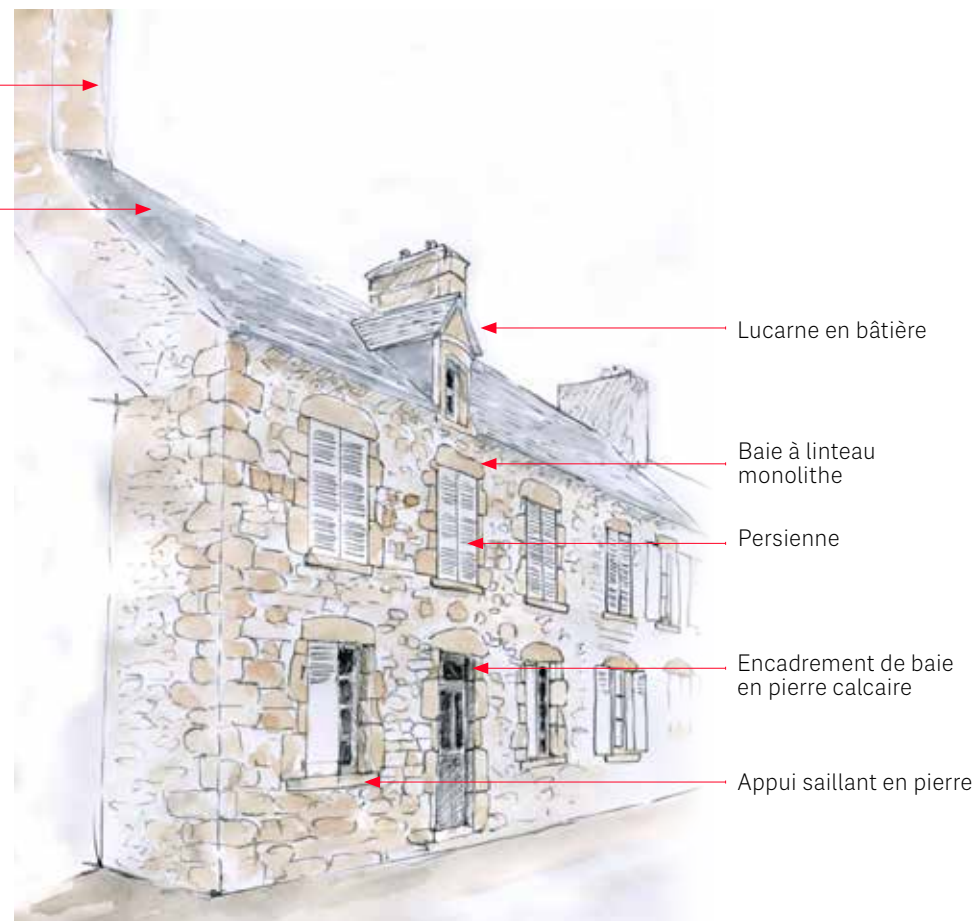 Lucarne en bâtière
Baie à linteau
monolithe
Persienne
Encadrement de baie
en pierre calcaire
Appui saillant en pierre